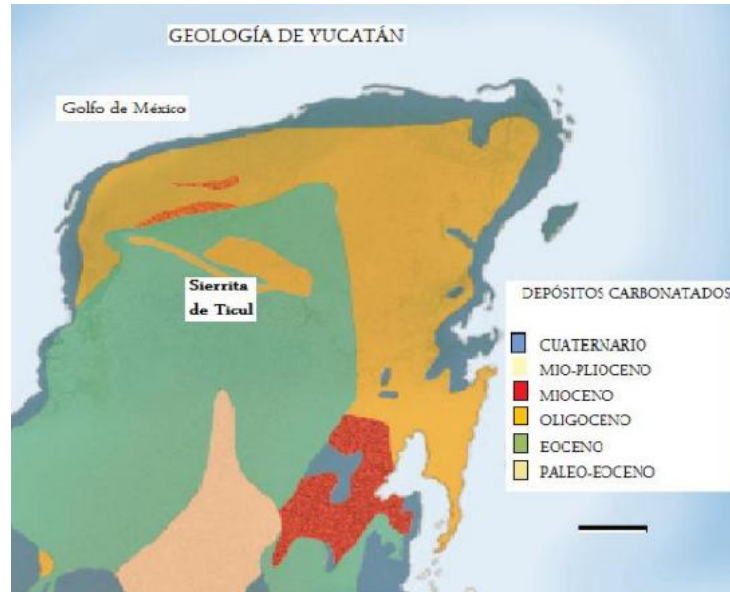 GEOLOGÍA DE YUCATÁN
Golfo de México
Sierrita
de Ticul
DEPÓSITOS CARBONATADOS
CUATERNARIO
MIO-PLIOCENO
MIOCENO
OLIGOCENO
EOCENO
PALEO-EOCENO